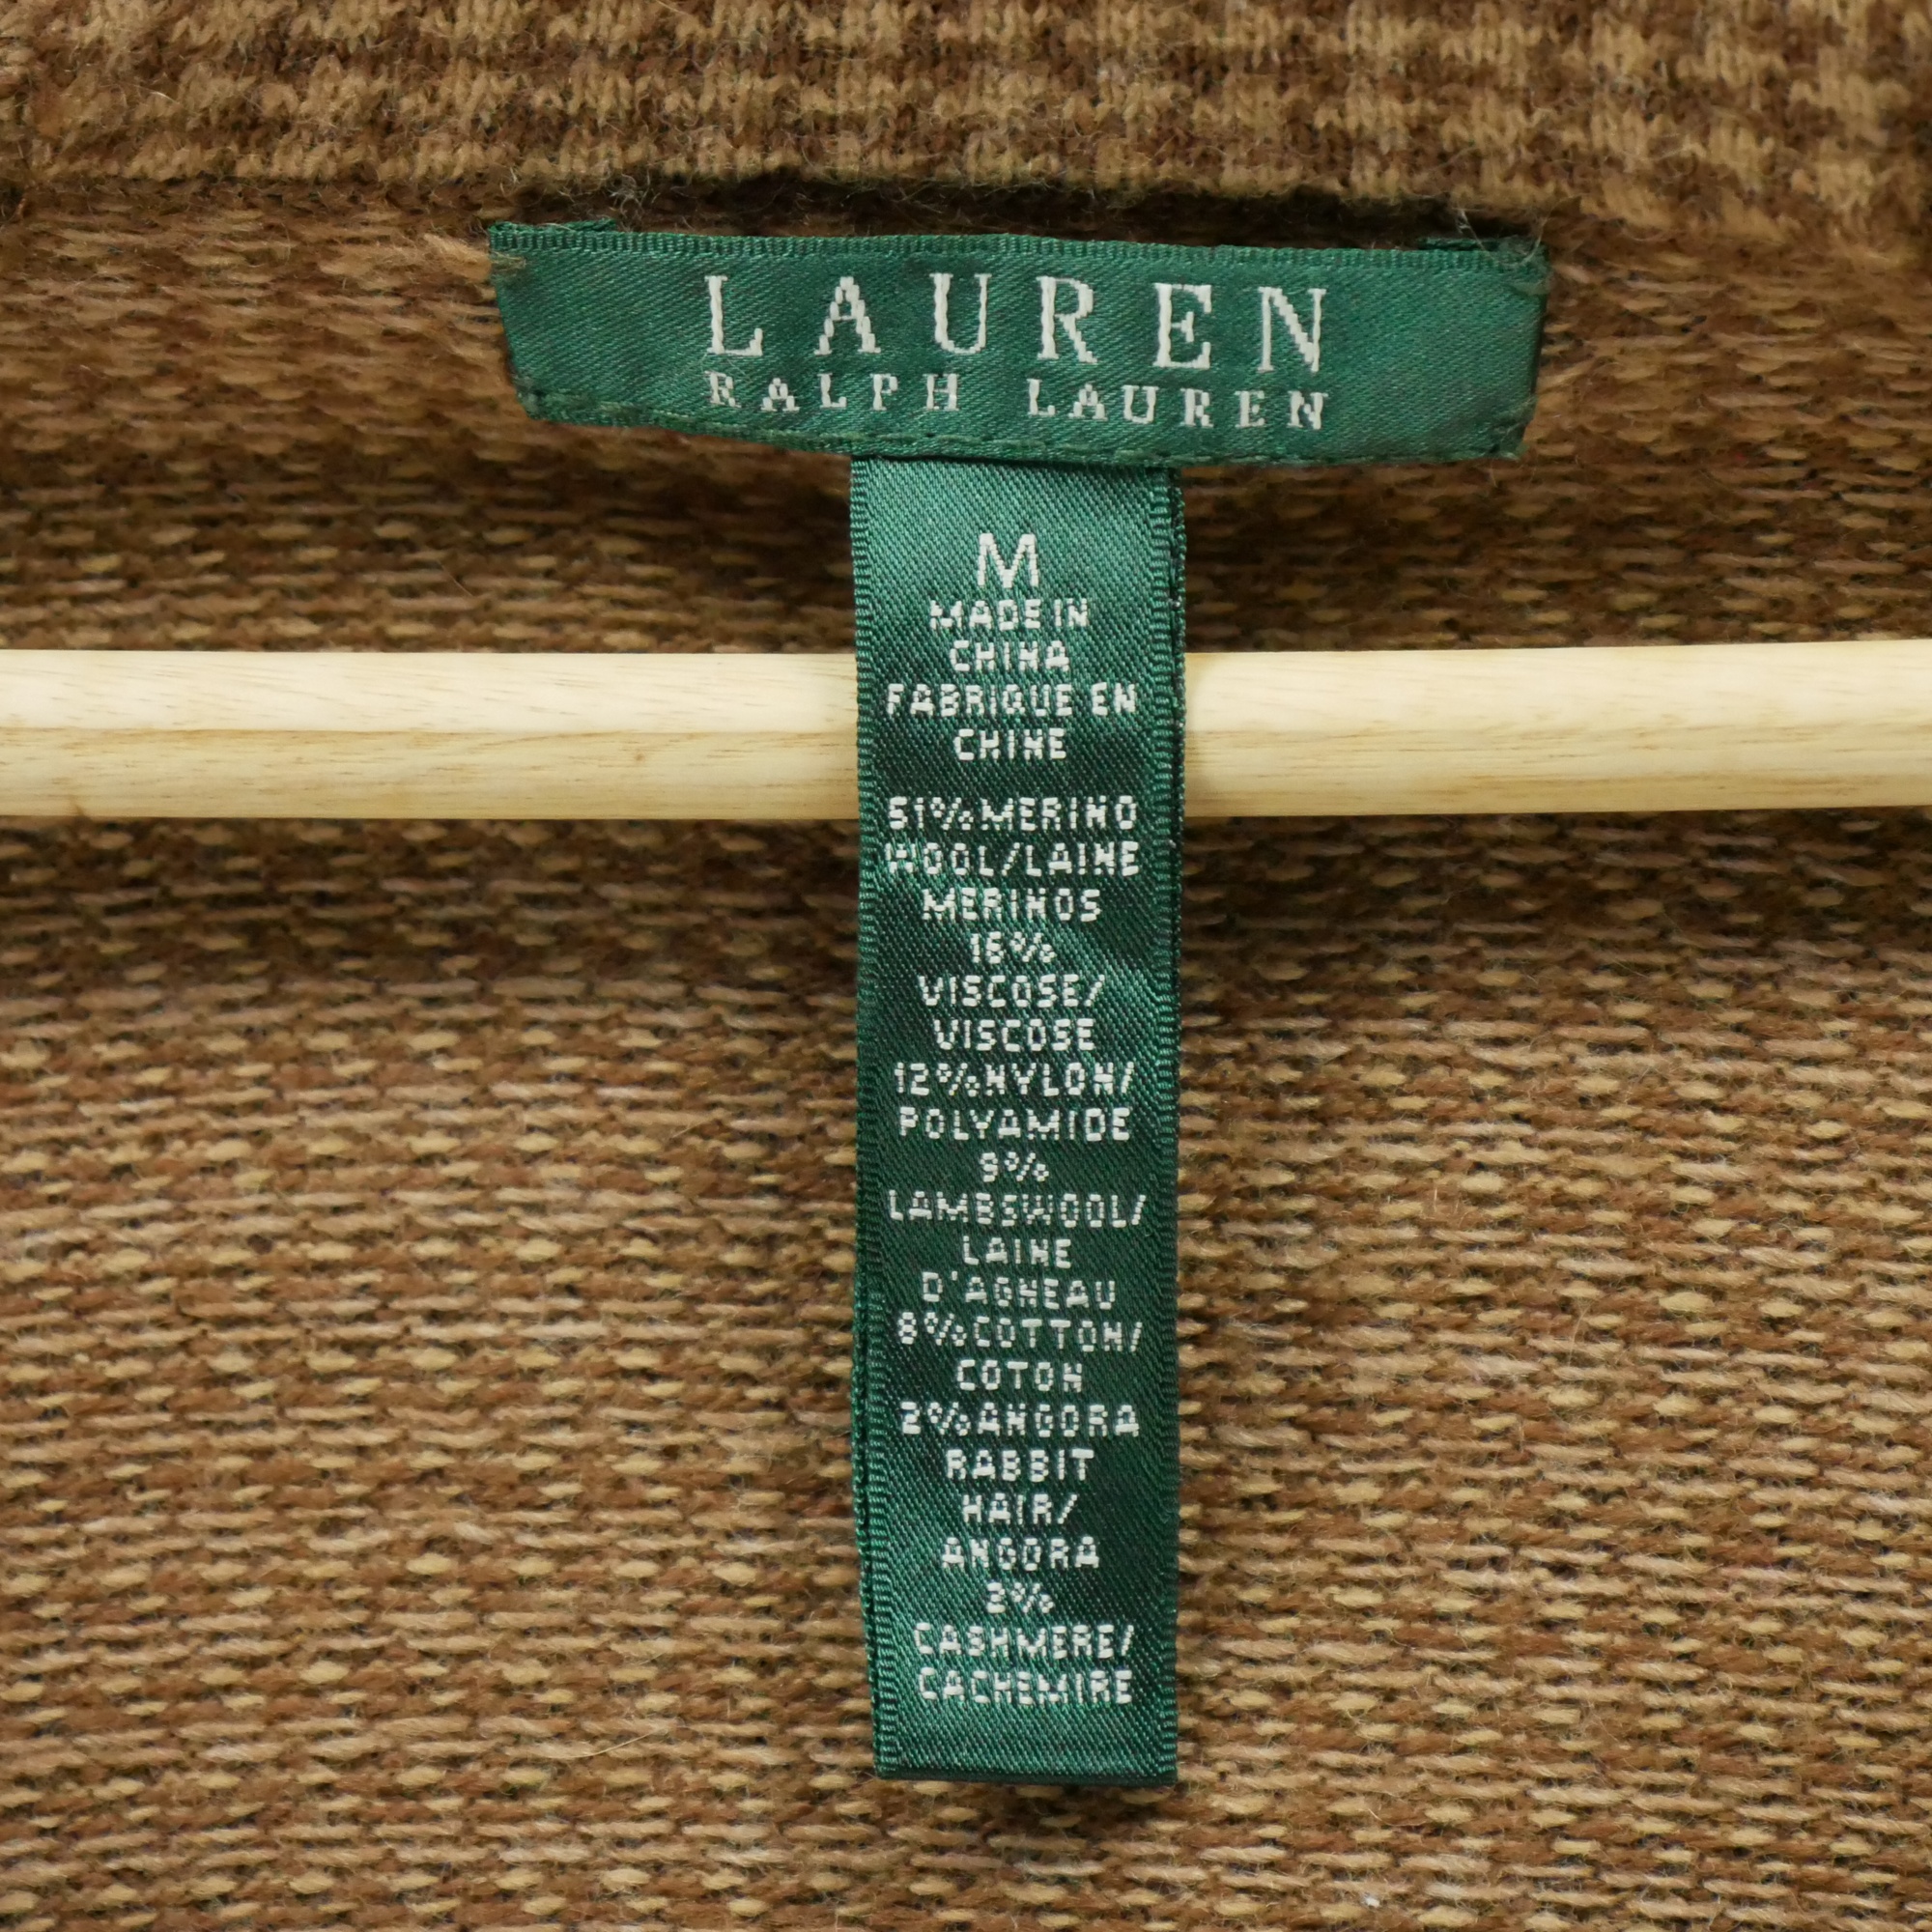 LAUREN
RALPH LAUREN
M
MADE IN
CHINA
FABRIQUE EN
CHINE
51% MERINO
WOOL/LAINE
MERINOS
16%
VISCOSE/
VISCOSE
12% NYLON/
POLYAMIDE
9%
LAMBSWOOL/
LAINE
D'AGNEAU
8% COTTON/
COTON
2% ANGORA
RABBIT
HAIR/
ANGORA
2%
CASHMERE/
CACHEMIRE